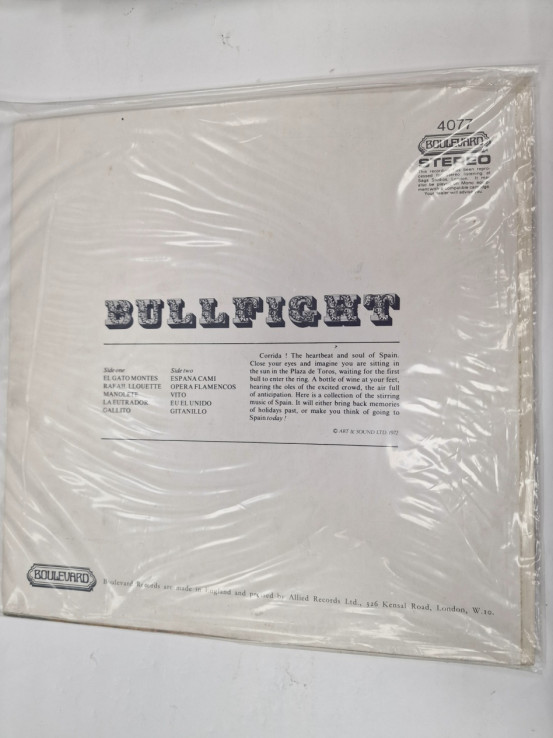 4077
BOULEVARD
STEREO
BULLFIGHT
Side one
EL GATO MONTES
RAFAEL LLOUETTE
MANOLETE
LA EUTRADOR
GALLITO
Side two
ESPANA CAMI
OPERA FLAMENCOS
VITO
EU EL UNIDO
GITANILLO
Corrida ! The heartbeat and soul of Spain.
Close your eyes and imagine you are sitting in
the sun in the Plaza de Toros, waiting for the first
bull to enter the ring. A bottle of wine at your feet,
hearing the oles of the excited crowd, the air full
of anticipation. Here is a collection of the stirring
music of Spain. It will either bring back memories
of holidays past, or make you think of going to
Spain today !
© ART & SOUND LTD. 1972
BOULEVARD
Boulevard Records are made in England and pressed by Allied Records Ltd., 326 Kensal Road, London, W.10.